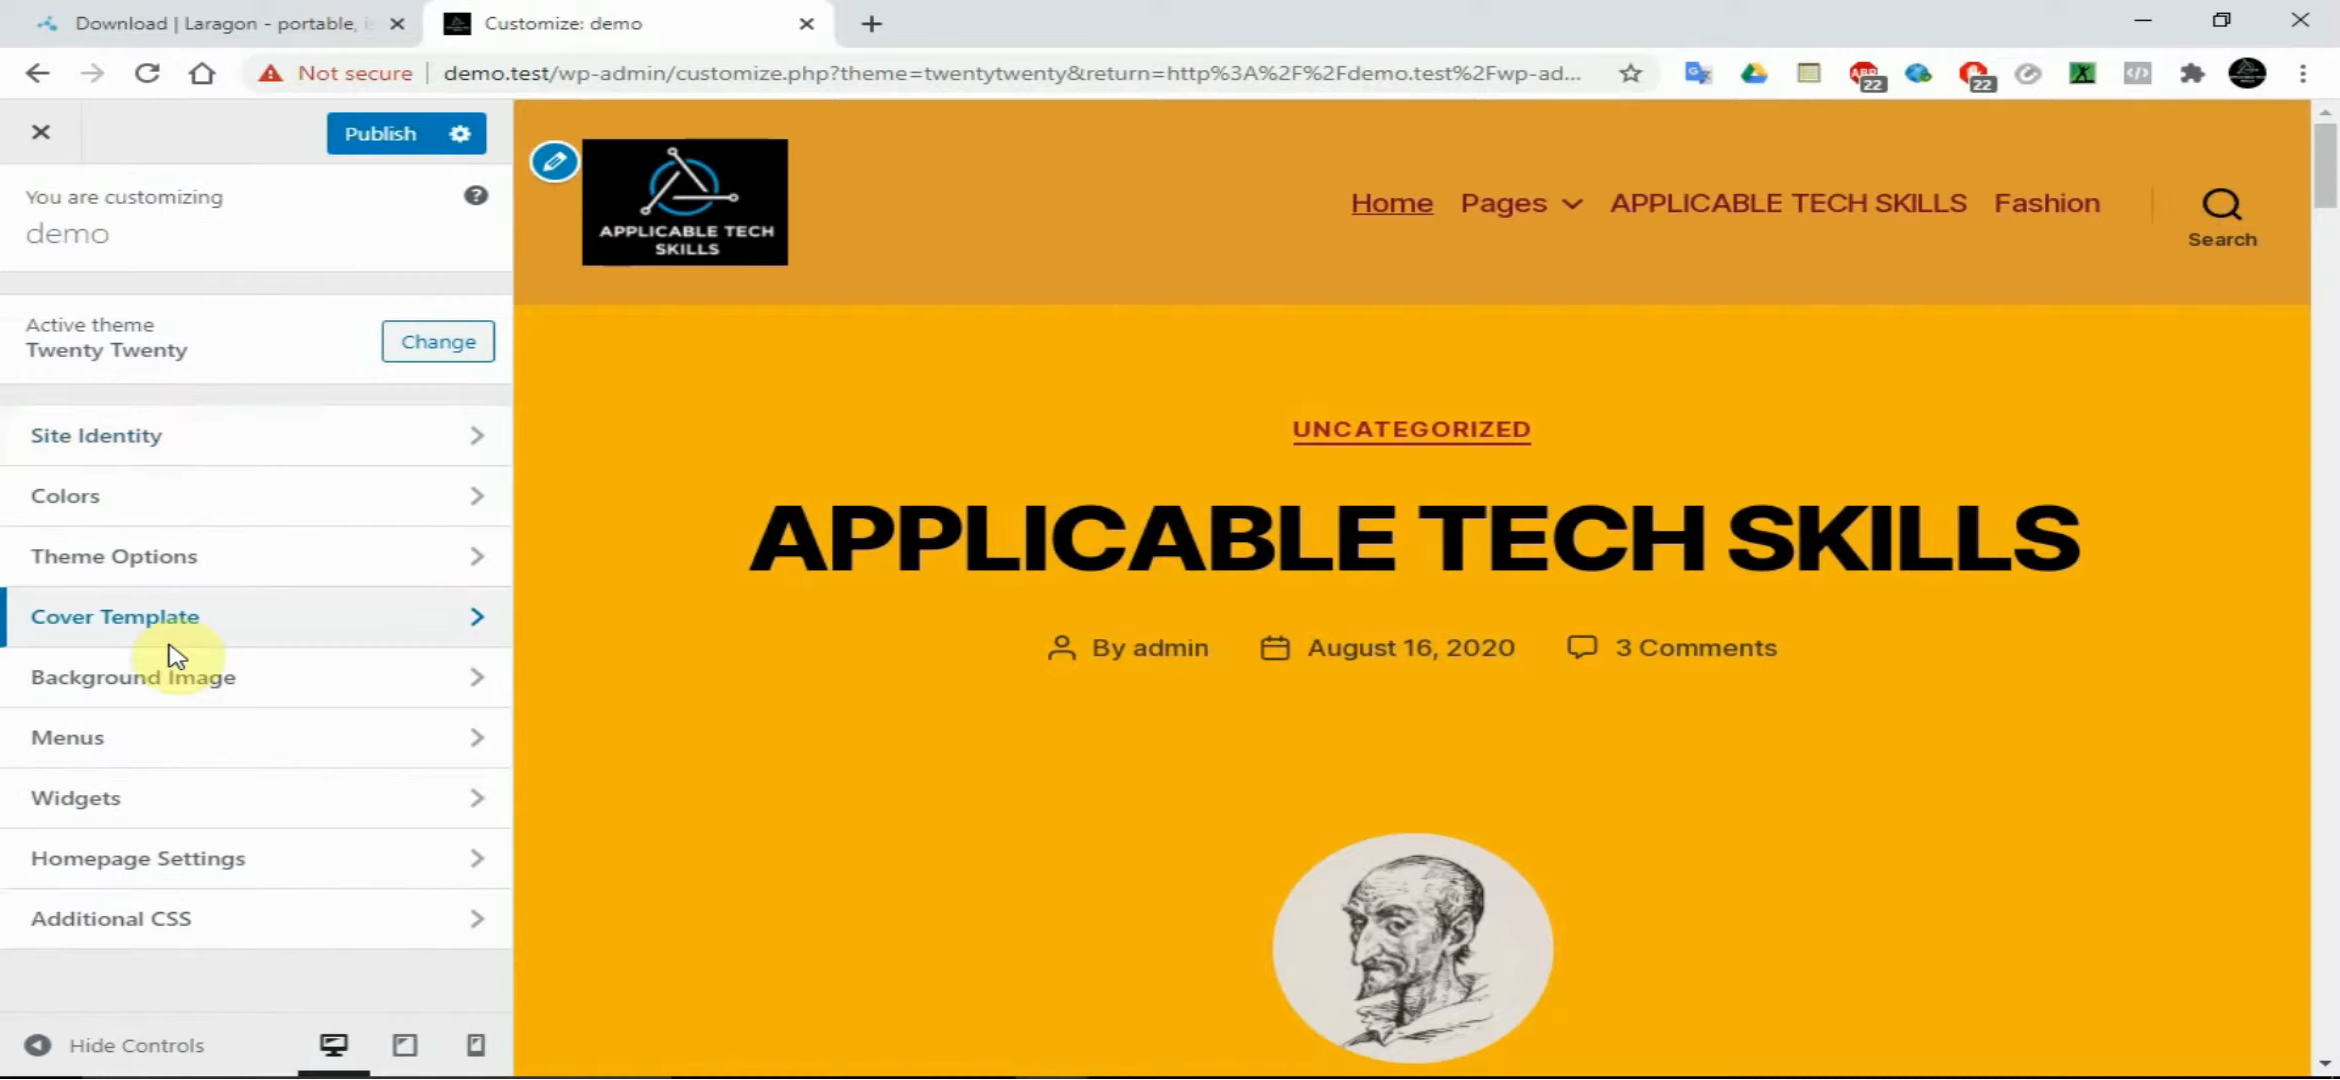 Download | Laragon - portable, i
Customize: demo
Not secure
demo.test/wp-admin/customize.php?theme=twentytwenty&return=http%3A%2F%2Fdemo.test%2Fwp-ad...
ABP
22
22
Publish
You are customizing
demo
Active theme
Twenty Twenty
Change
Site Identity
Colors
Theme Options
Cover Template
Background Image
Menus
Widgets
Homepage Settings
Additional CSS
Hide Controls
APPLICABLE TECH
SKILLS
Home
Pages
APPLICABLE TECH SKILLS
Fashion
Search
UNCATEGORIZED
APPLICABLE TECH SKILLS
By admin
August 16, 2020
3 Comments